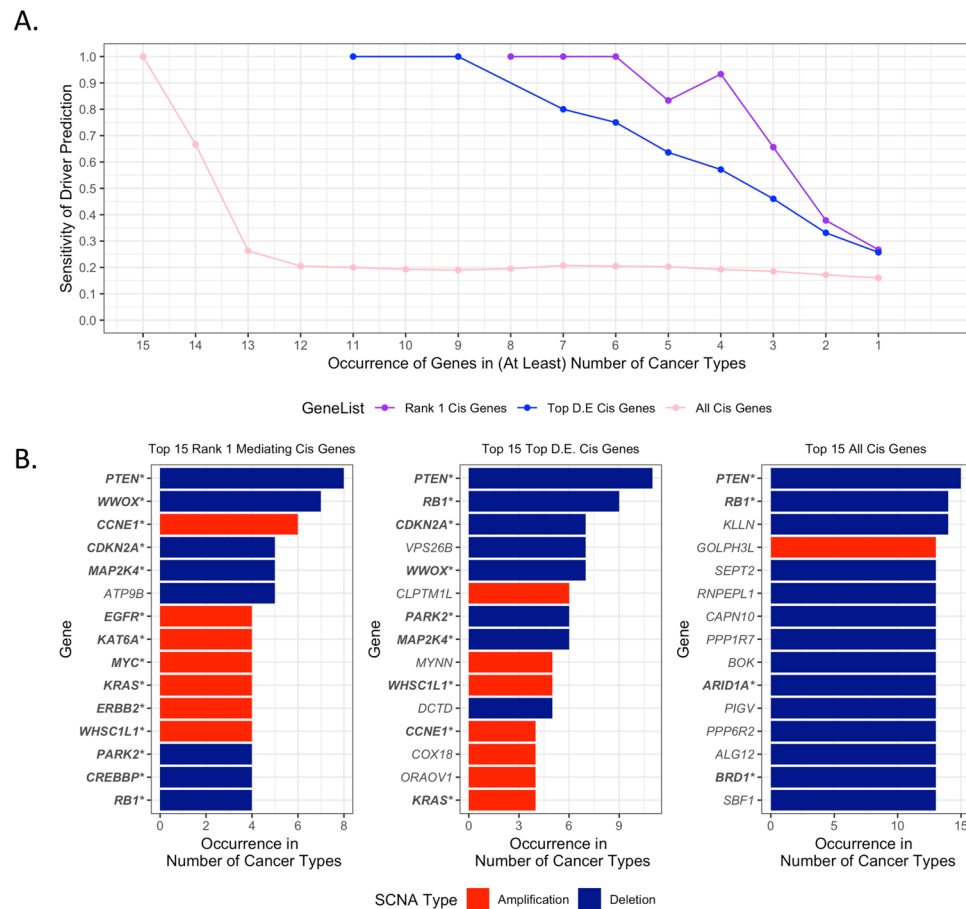 A.
1.0
0.9
0.8
0.7
0.6
0.5
0.4
0.3
0.2
0.1
0.0
Sensitivity of Driver Prediction
15 14 13 12 11 10 9 8 7 6 5 4 3 2 1
Occurrence of Genes in (At Least) Number of Cancer Types
GeneList Rank 1 Cis Genes Top D.E Cis Genes All Cis Genes
B.
Top 15 Rank 1 Mediating Cis Genes
PTEN*
WWOX*
CCNE1*
CDKN2A*
MAP2K4*
ATP9B
EGFR*
KAT6A*
MYC*
KRAS*
ERBB2*
WHSC1L1*
PARK2*
CREBBP*
RB1*
Gene
0 2 4 6 8
Occurrence in
Number of Cancer Types
Top 15 Top D.E. Cis Genes
PTEN*
RB1*
CDKN2A*
VPS26B
WWOX*
CLPTM1L
PARK2*
MAP2K4*
MYNN
WHSC1L1*
DCTD
CCNE1*
COX18
ORAOV1
KRAS*
Gene
0 3 6 9
Occurrence in
Number of Cancer Types
Top 15 All Cis Genes
PTEN*
RB1*
KLLN
GOLPH3L
SEPT2
RNPEPL1
CAPN10
PPP1R7
BOK
ARID1A*
PIGV
PPP6R2
ALG12
BRD1*
SBF1
Gene
0 5 10 15
Occurrence in
Number of Cancer Types
SCNA Type Amplification Deletion